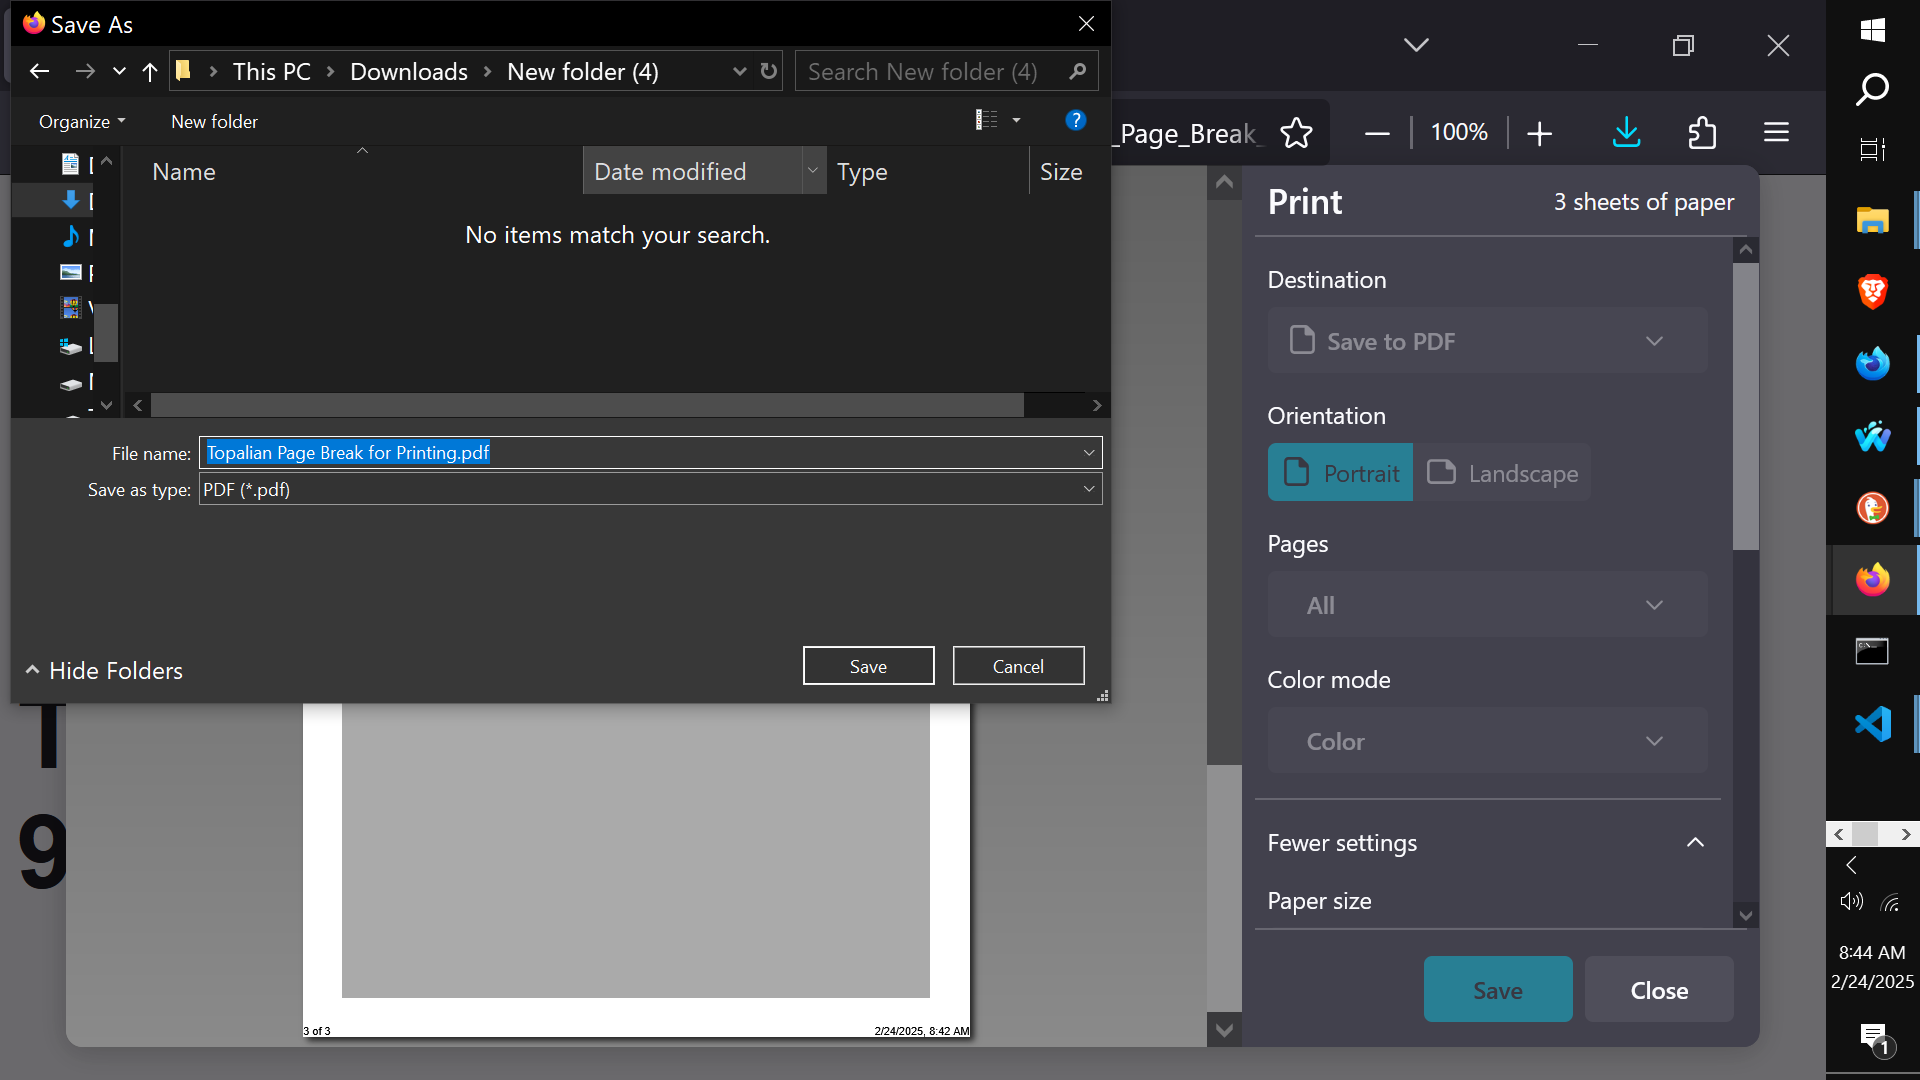 Save As
This PC
Downloads
New folder (4)
Search New folder (4)
Organize
New folder
?
Name
Date modified
Type
Size
No items match your search.
File name:
Topalian Page Break for Printing.pdf
Save as type:
PDF (*.pdf)
Hide Folders
Save
Cancel
_Page_Break_
100%
Print
3 sheets of paper
Destination
Save to PDF
Orientation
Portrait
Landscape
Pages
All
Color mode
Color
Fewer settings
Paper size
Save
Close
9
3 of 3
2/24/2025, 8:42 AM
8:44 AM
2/24/2025
1